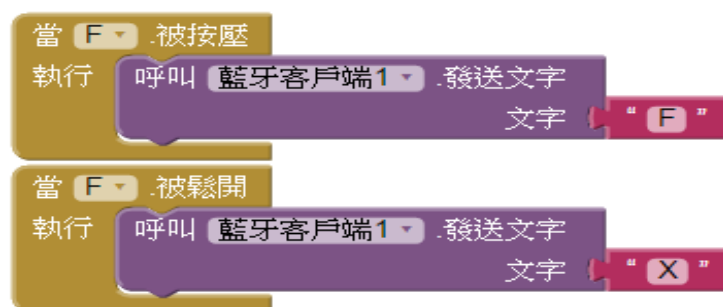 當 F .被按壓
執行 呼叫 藍牙客戶端1 .發送文字
文字 "F"
當 F .被鬆開
執行 呼叫 藍牙客戶端1 .發送文字
文字 "X"